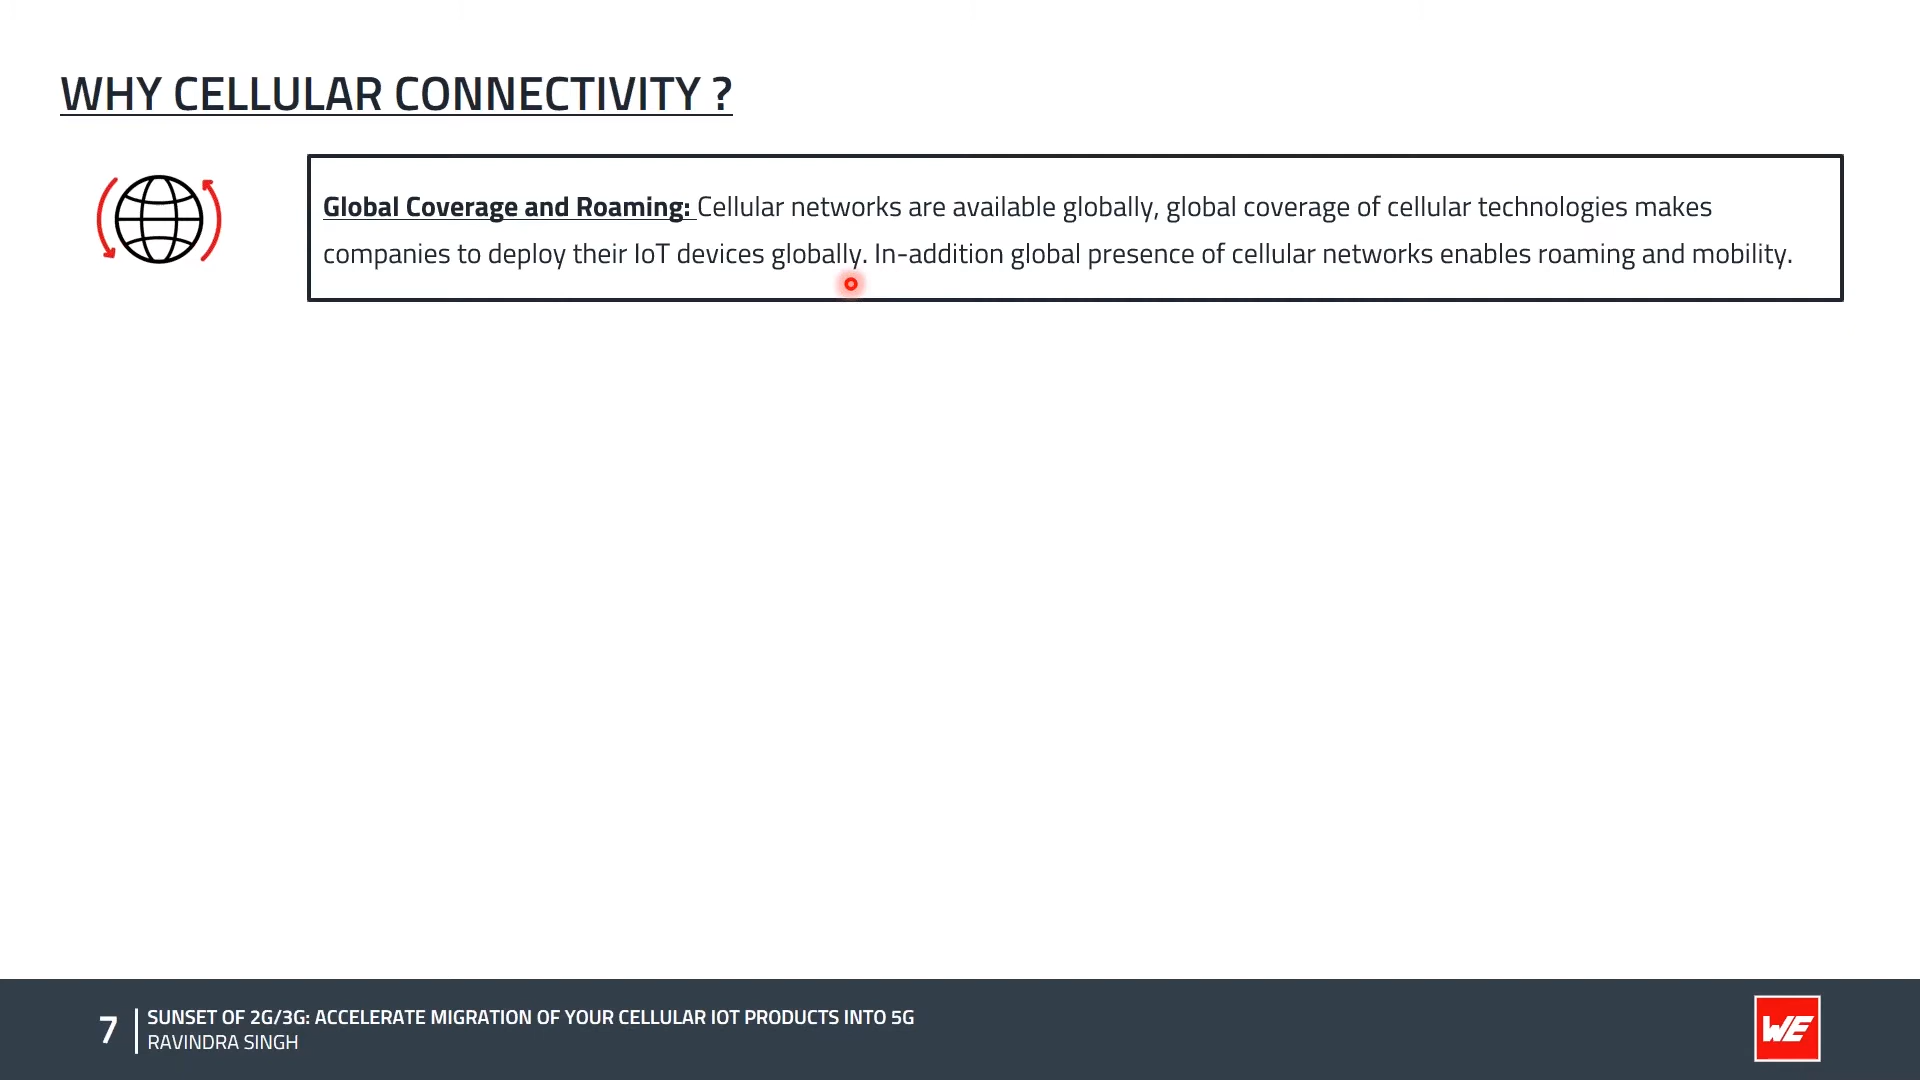 WHY CELLULAR CONNECTIVITY ?
Global Coverage and Roaming: Cellular networks are available globally, global coverage of cellular technologies makes
companies to deploy their IoT devices globally. In-addition global presence of cellular networks enables roaming and mobility.
7
SUNSET OF 2G/3G: ACCELERATE MIGRATION OF YOUR CELLULAR IOT PRODUCTS INTO 5G
RAVINDRA SINGH
WE